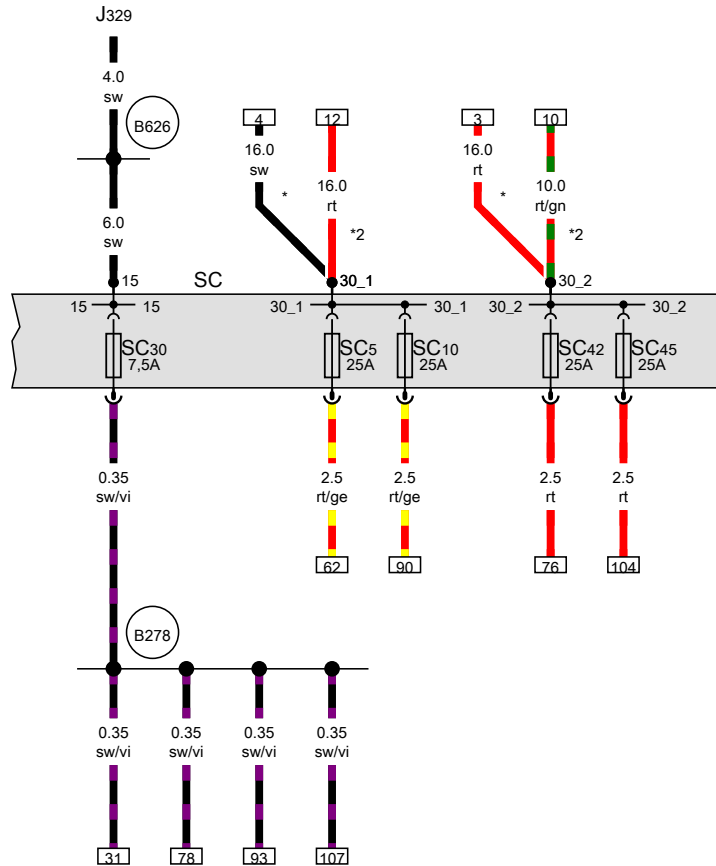 J329
4.0
sw
B626
4
12
3
10
16.0
sw
*
16.0
rt
*2
16.0
rt
*
10.0
rt/gn
*2
6.0
sw
15
SC
30_1
30_2
15
15
30_1
30_1
30_2
30_2
SC30
7,5A
SC5
25A
SC10
25A
SC42
25A
SC45
25A
0.35
sw/vi
2.5
rt/ge
2.5
rt/ge
2.5
rt
2.5
rt
62
90
76
104
B278
0.35
sw/vi
0.35
sw/vi
0.35
sw/vi
0.35
sw/vi
31
78
93
107